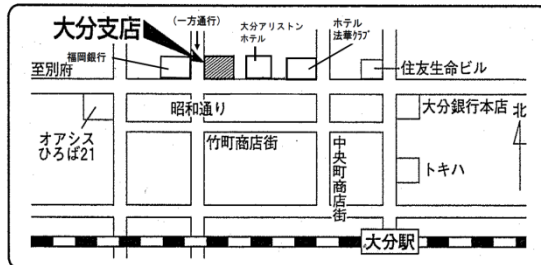 大分支店
(一方通行)
大分アリストン
ホテル
ホテル
法華クラブ
福岡銀行
至別府
住友生命ビル
昭和通り
大分銀行本店
北
オアシス
ひろば21
竹町商店街
中央町商店街
トキハ
大分駅